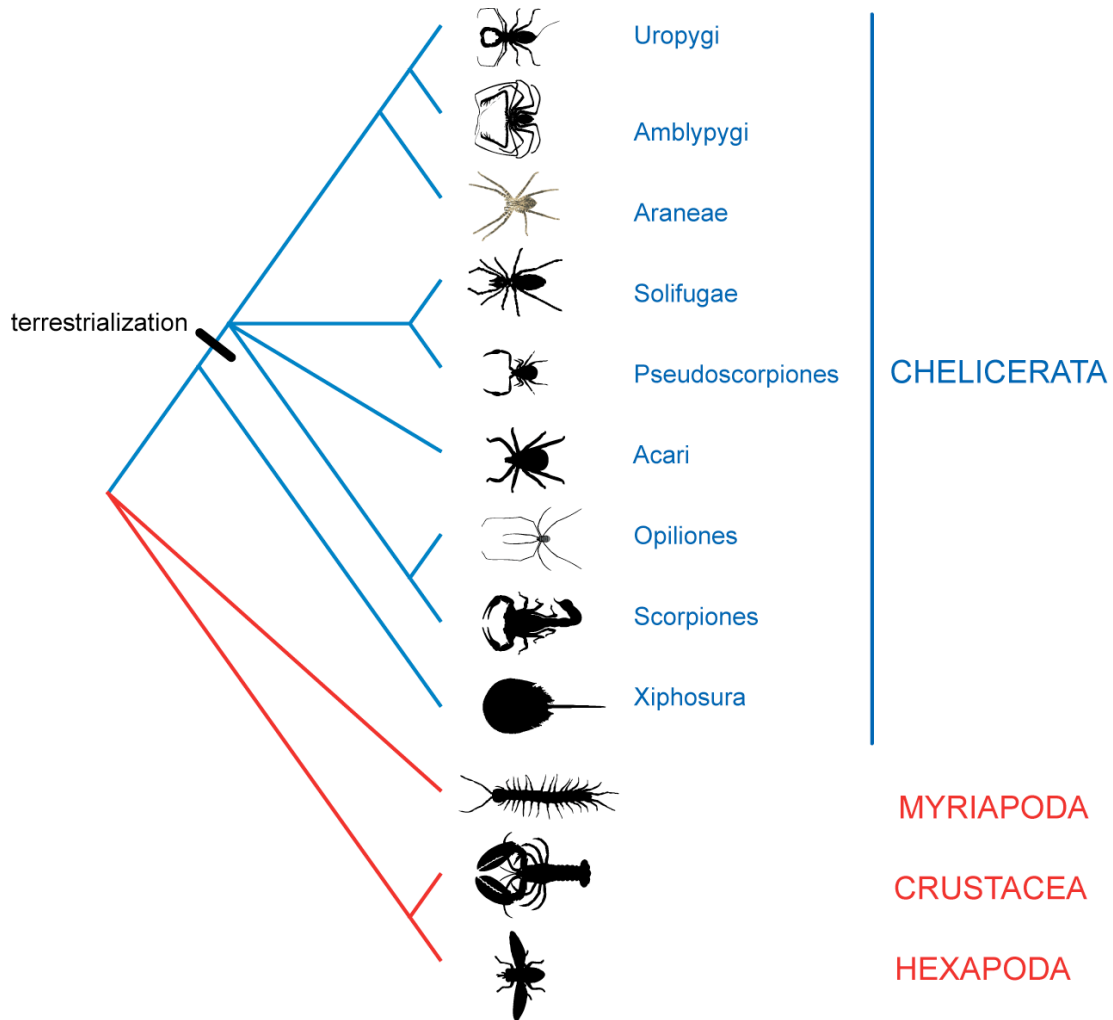 Uropygi
Amblypygi
Araneae
Solifugae
terrestrialization
Pseudoscorpiones
CHELICERATA
Acari
Opiliones
Scorpiones
Xiphosura
MYRIAPODA
CRUSTACEA
HEXAPODA